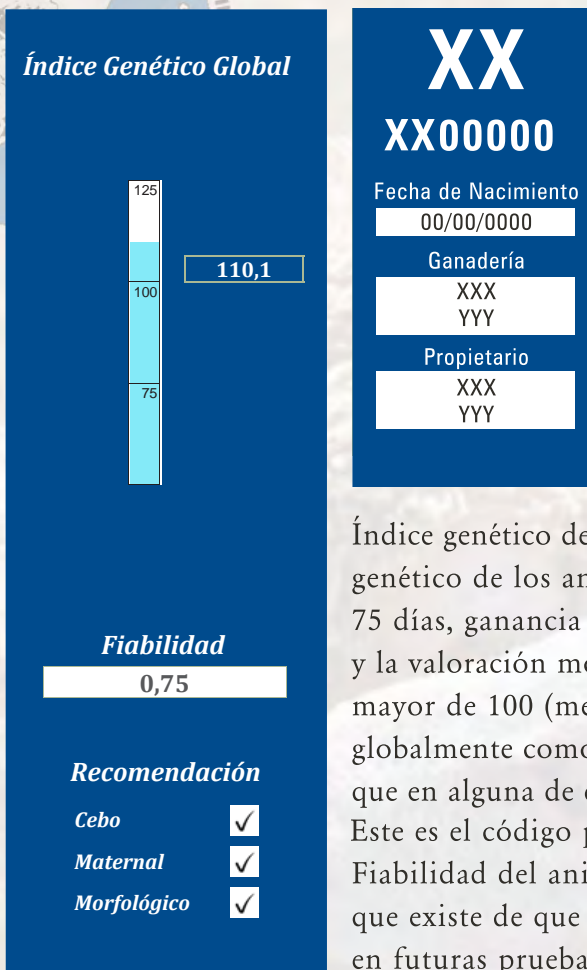 Índice Genético Global
125
110,1
100
75
Fiabilidad
0,75
Recomendación
Cebo
Maternal
Morfológico
XX
XX00000
Fecha de Nacimiento
00/00/0000
Ganadería
XXX
YYY
Propietario
XXX
YYY
Índice genético de
genético de los
75 días, ganancia
y la valoración
mayor de 100
globalmente como
que en alguna de
Este es el código
Fiabilidad del
que existe de que
en futuras